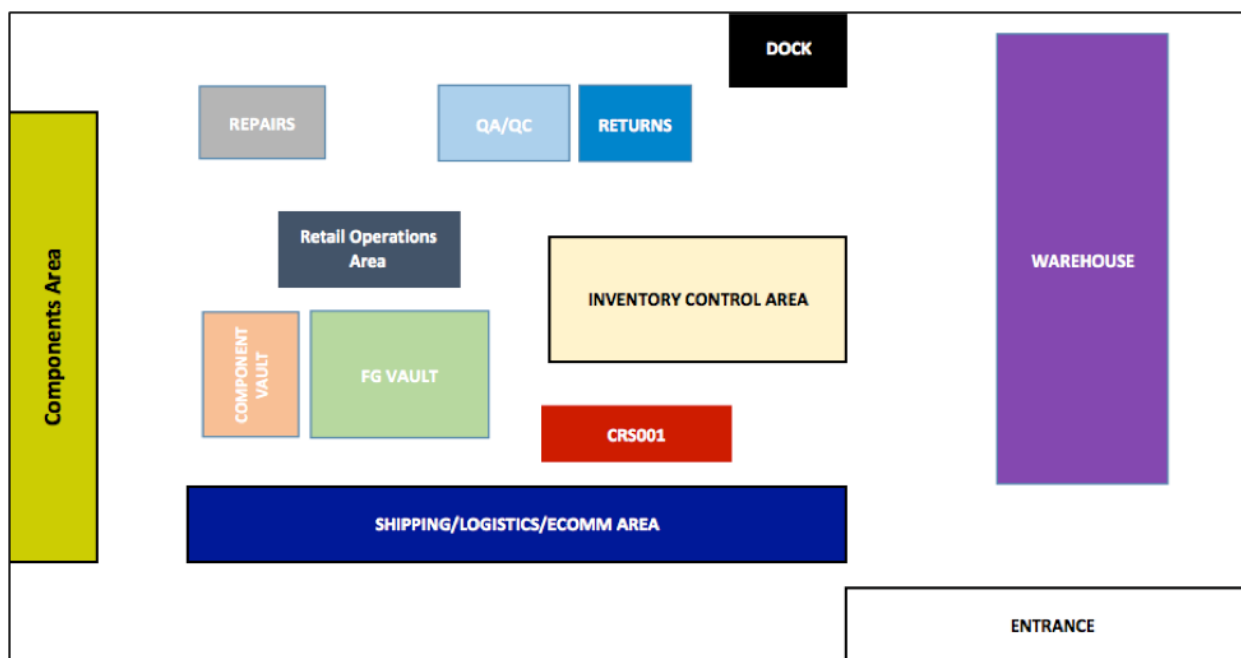 DOCK
REPAIRS
QA/QC
RETURNS
Retail Operations
Area
WAREHOUSE
INVENTORY CONTROL AREA
Components Area
COMPONENT
VAULT
FG VAULT
CRS001
SHIPPING/LOGISTICS/ECOMM AREA
ENTRANCE